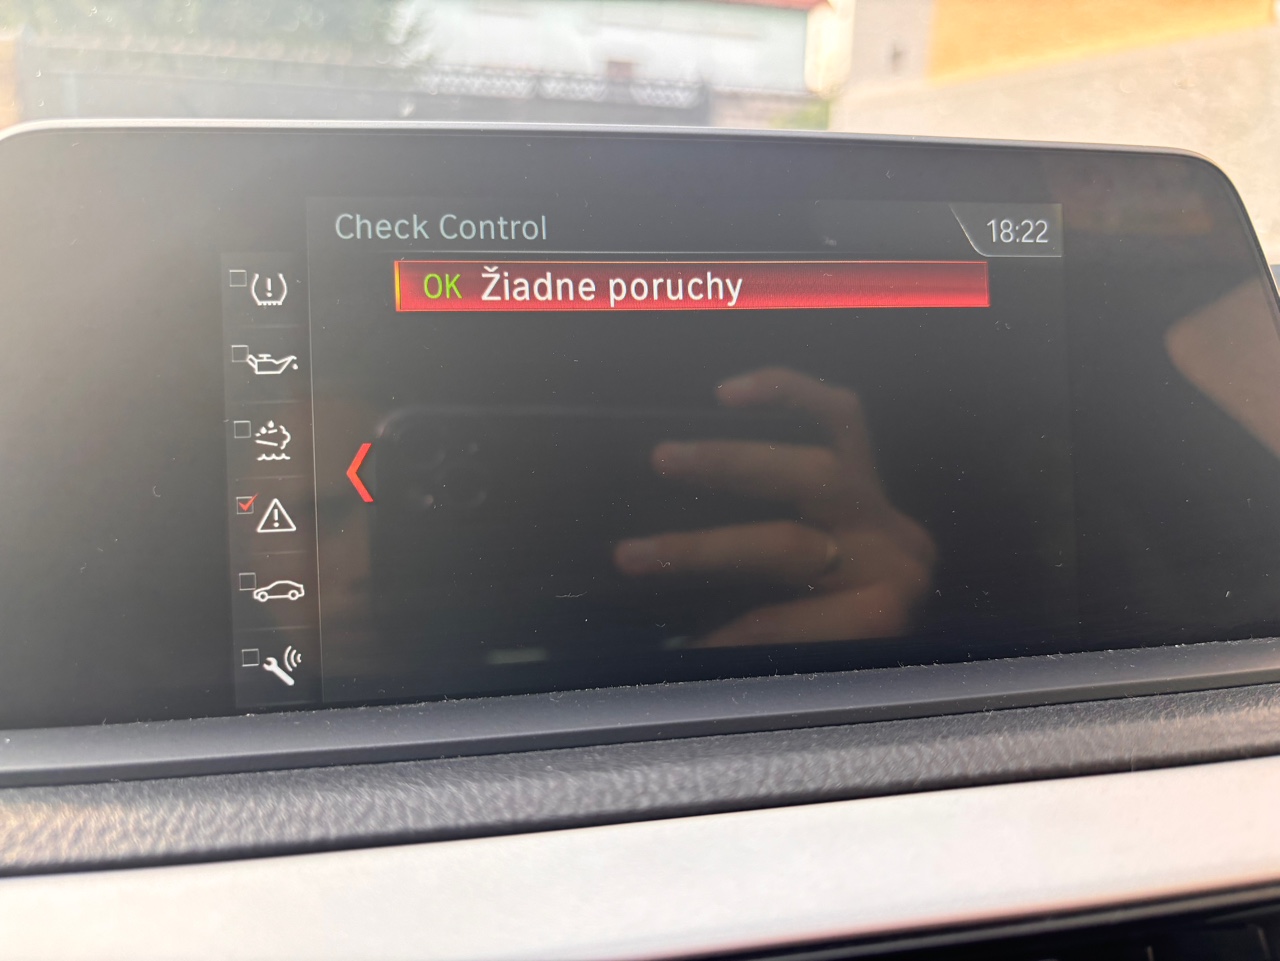 Check Control
18:22
OK Žiadne poruchy